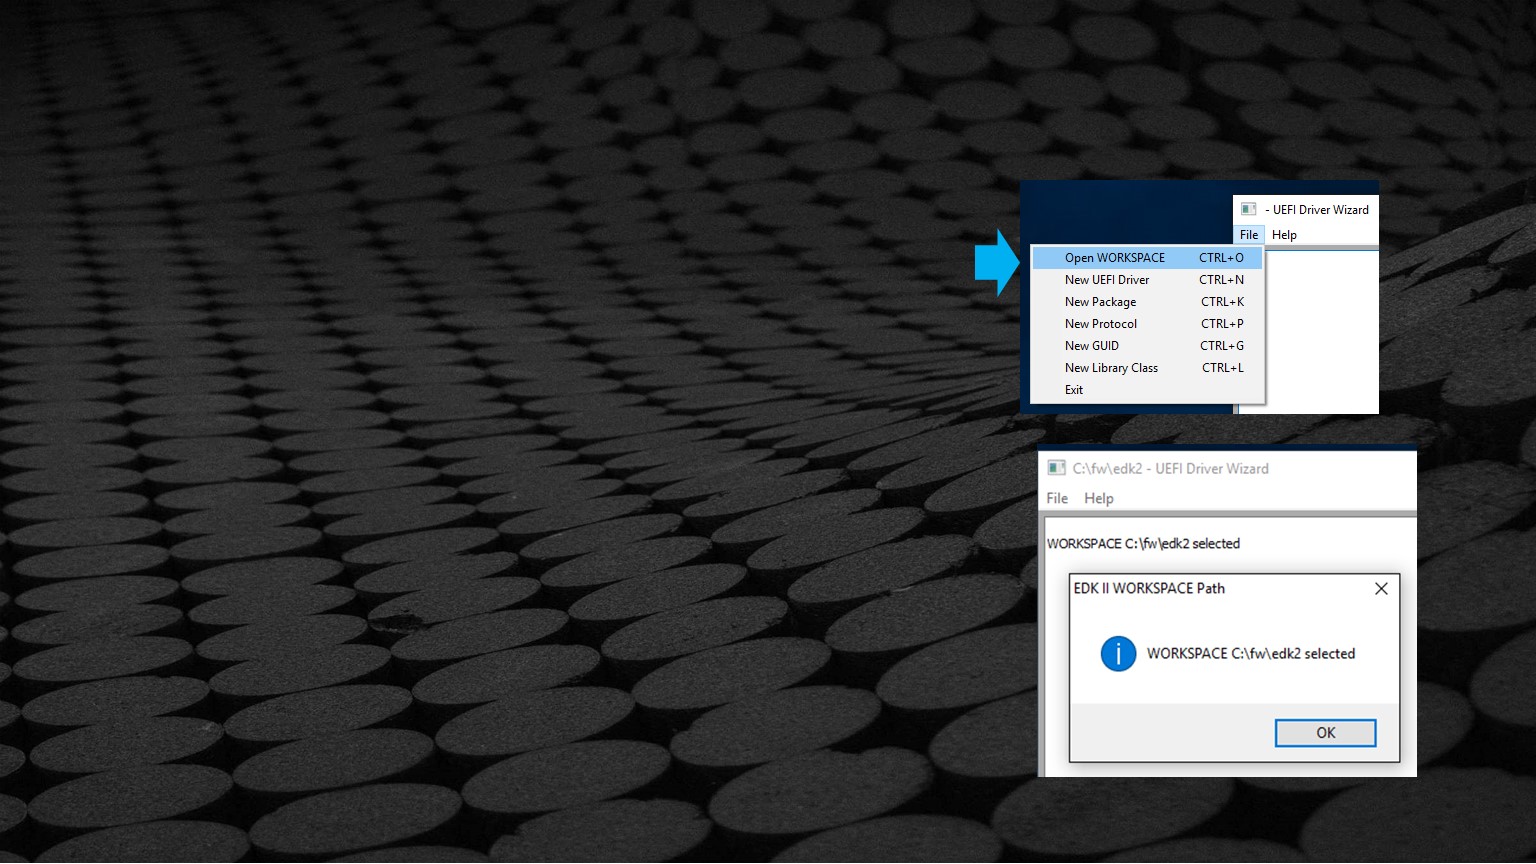 - UEFI Driver Wizard
File Help
Open WORKSPACE CTRL+O
New UEFI Driver CTRL+N
New Package CTRL+K
New Protocol CTRL+P
New GUID CTRL+G
New Library Class CTRL+L
Exit
C:\fw\edk2 - UEFI Driver Wizard
File Help
WORKSPACE C:\fw\edk2 selected
EDK II WORKSPACE Path
WORKSPACE C:\fw\edk2 selected
OK